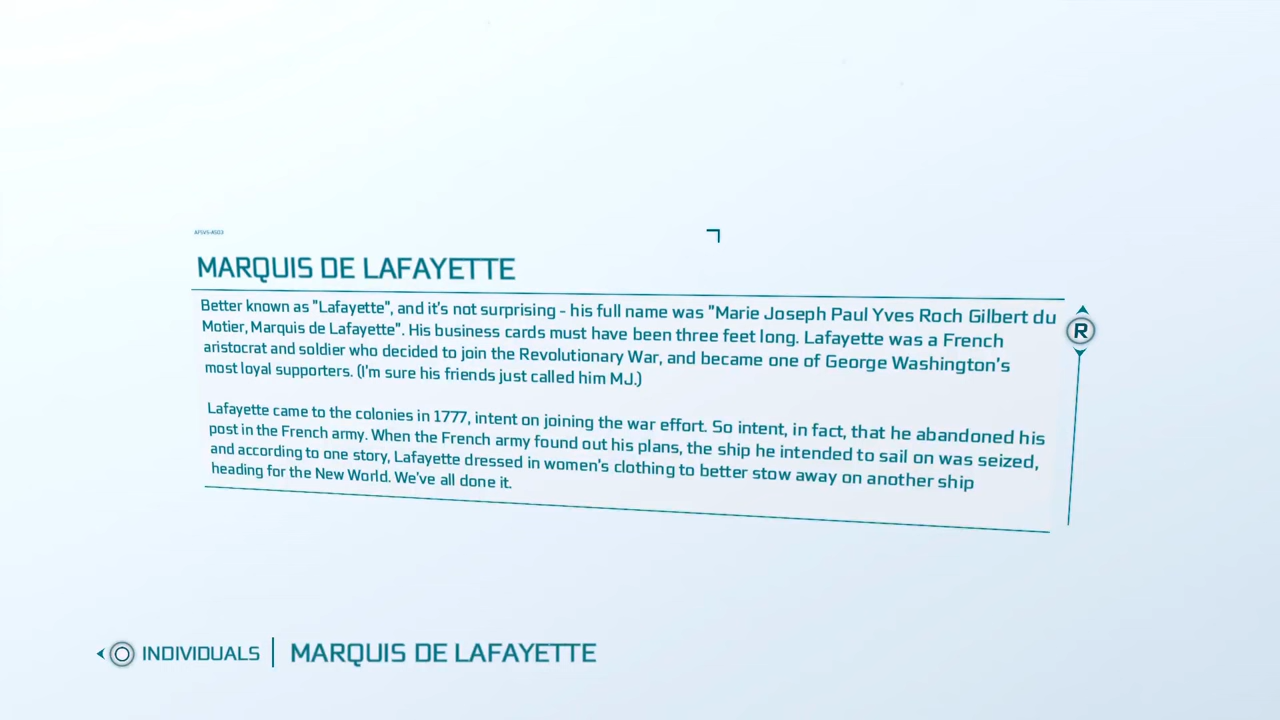 MARQUIS DE LAFAYETTE
Better known as "Lafayette", and it's not surprising - his full name was "Marie Joseph Paul Yves Roch Gilbert du
Motier, Marquis de Lafayette". His business cards must have been three feet long. Lafayette was a French
aristocrat and soldier who decided to join the Revolutionary War, and became one of George Washington's
most loyal supporters. (I'm sure his friends just called him MJ.)
Lafayette came to the colonies in 1777, intent on joining the war effort. So intent, in fact, that he abandoned his
post in the French army. When the French army found out his plans, the ship he intended to sail on was seized,
and according to one story, Lafayette dressed in women's clothing to better stow away on another ship
heading for the New World. We've all done it.
R
INDIVIDUALS | MARQUIS DE LAFAYETTE